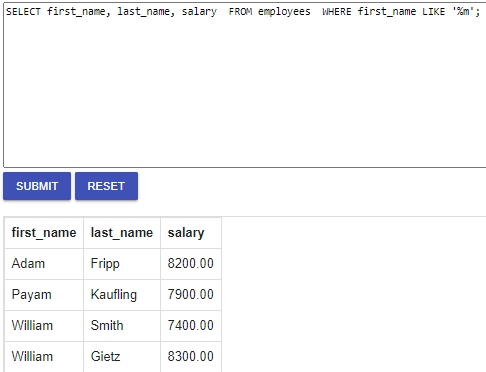 SELECT first_name, last_name, salary  FROM employees  WHERE first_name LIKE '%m';
SUBMIT RESET
first_name last_name salary
Adam Fripp 8200.00
Payam Kaufling 7900.00
William Smith 7400.00
William Gietz 8300.00